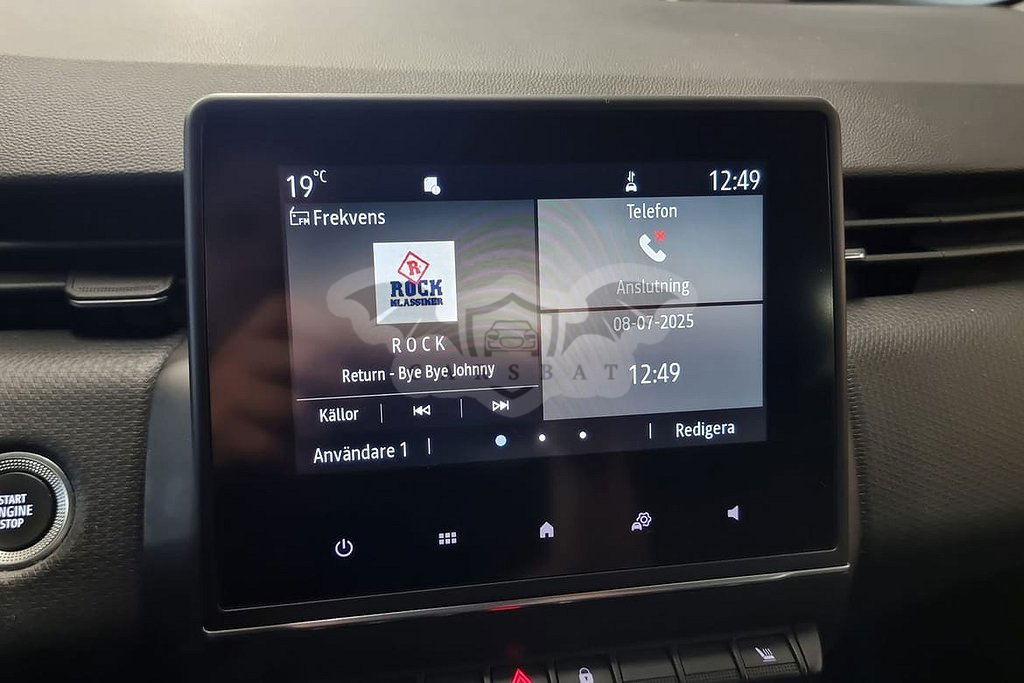 19°C
12:49
FM Frekvens
Telefon
R
ROCK
KLASSIKER
Anslutning
ROCK
08-07-2025
Return - Bye Bye Johnny
12:49
Källor
Användare 1
Redigera
START
ENGINE
STOP